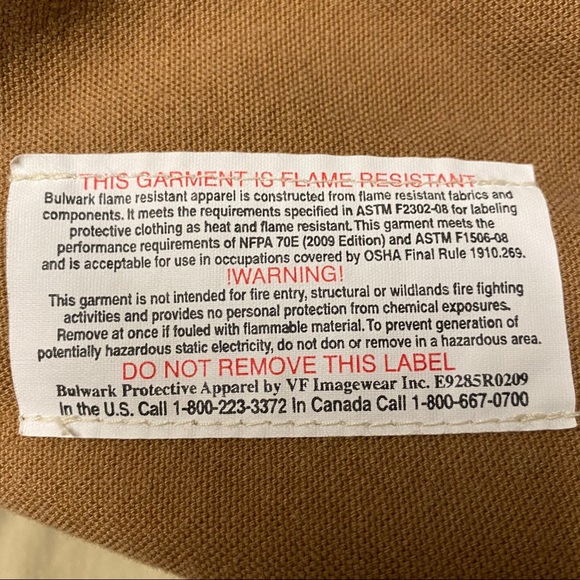 THIS GARMENT IS FLAME RESISTANT
Bulwark flame resistant apparel is constructed from flame resistant fabrics and
components. It meets the requirements specified in ASTM F2302-08 for labeling
protective clothing as heat and flame resistant. This garment meets the
performance requirements of NFPA 70E (2009 Edition) and ASTM F1506-08
and is acceptable for use in occupations covered by OSHA Final Rule 1910.269.
!WARNING!
This garment is not intended for fire entry, structural or wildlands fire fighting
activities and provides no personal protection from chemical exposures.
Remove at once if fouled with flammable material. To prevent generation of
potentially hazardous static electricity, do not don or remove in a hazardous area.
DO NOT REMOVE THIS LABEL
Bulwark Protective Apparel by VF Imagewear Inc. E9285R0209
In the U.S. Call 1-800-223-3372 In Canada Call 1-800-667-0700